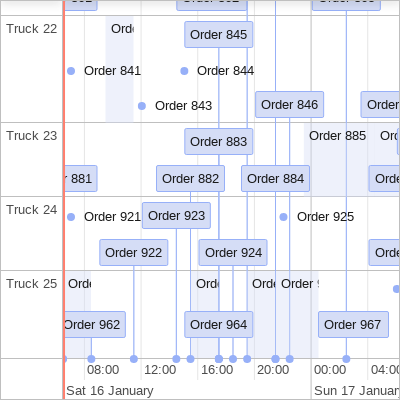 Truck 22
Order 845
Order 841
Order 844
Order 843
Order 846
Order
Truck 23
Order 883
Order 885
881
Order 882
Order 884
Truck 24
Order 921
Order 923
Order 925
Order 922
Order 924
Truck 25
Order
Order 962
Order 964
Order 967
08:00
12:00
16:00
20:00
00:00
04:00
Sat 16 January
Sun 17 January